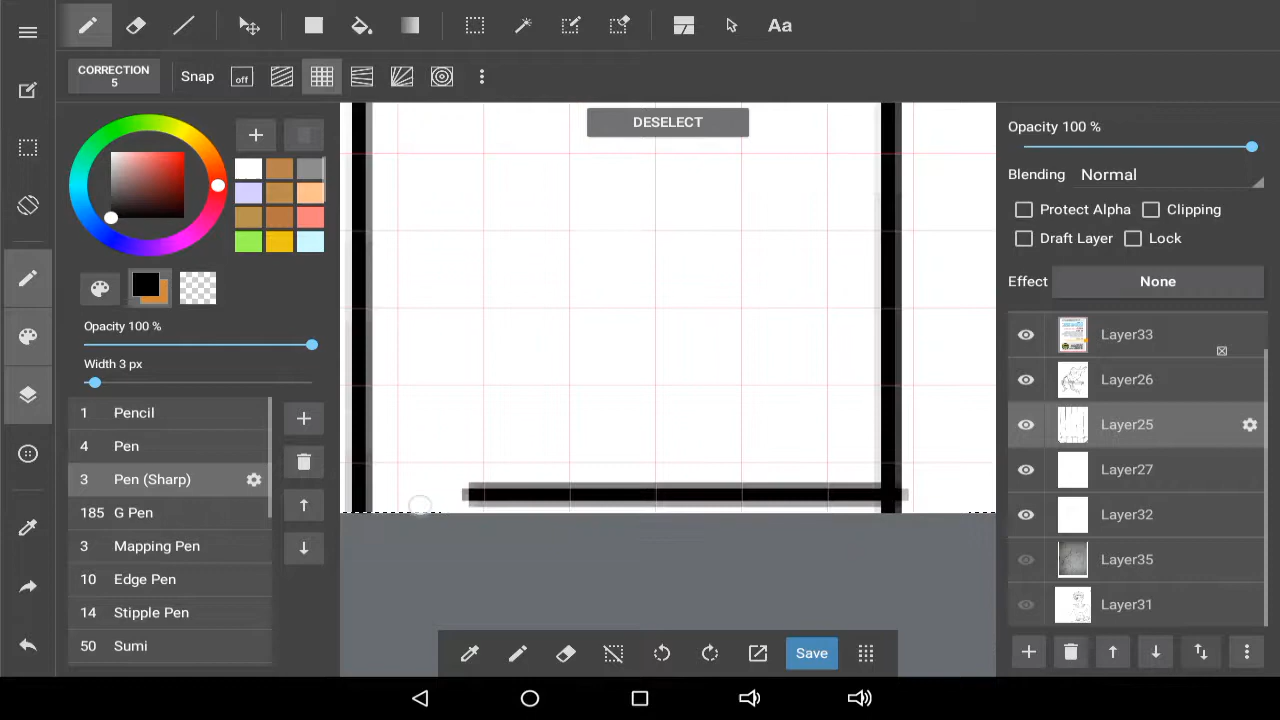 Aa
CORRECTION
5
Snap
off
DESELECT
Opacity 100 %
Blending Normal
Protect Alpha Clipping
Draft Layer Lock
Effect None
Opacity 100 %
Width 3 px
1 Pencil
4 Pen
3 Pen (Sharp)
185 G Pen
3 Mapping Pen
10 Edge Pen
14 Stipple Pen
50 Sumi
Layer33
Layer26
Layer25
Layer27
Layer32
Layer35
Layer31
Save